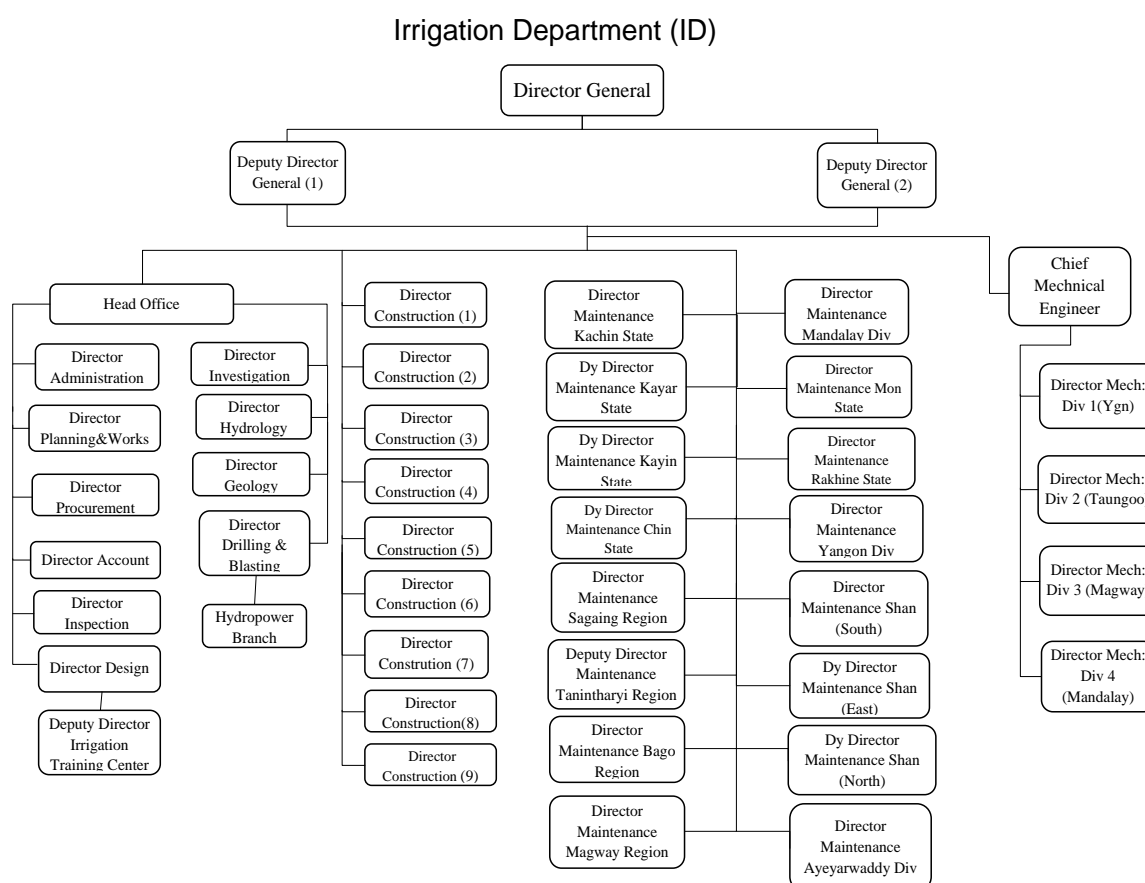 Irrigation Department (ID)
Director General
Deputy Director
General (1)
Deputy Director
General (2)
Head Office
Director
Administration
Director
Planning&Works
Director
Procurement
Director Account
Director
Inspection
Director Design
Deputy Director
Irrigation
Training Center
Director
Investigation
Director
Hydrology
Director
Geology
Director
Drilling &
Blasting
Hydropower
Branch
Director
Construction (1)
Director
Construction (2)
Director
Construction (3)
Director
Construction (4)
Director
Construction (5)
Director
Construction (6)
Director
Constrution (7)
Director
Construction(8)
Director
Construction (9)
Director
Maintenance
Kachin State
Dy Director
Maintenance Kayar
State
Dy Director
Maintenance Kayin
State
Dy Director
Maintenance Chin
State
Director
Maintenance
Sagaing Region
Deputy Director
Maintenance
Tanintharyi Region
Director
Maintenance Bago
Region
Director
Maintenance
Magway Region
Director
Maintenance
Mandalay Div
Director
Maintenance Mon
State
Director
Maintenance
Rakhine State
Director
Maintenance
Yangon Div
Director
Maintenance Shan
(South)
Dy Director
Maintenance Shan
(East)
Dy Director
Maintenance Shan
(North)
Director
Maintenance
Ayeyarwaddy Div
Chief
Mechnical
Engineer
Director Mech:
Div 1(Ygn)
Director Mech:
Div 2 (Taungoo
Director Mech:
Div 3 (Magway
Director Mech:
Div 4
(Mandalay)